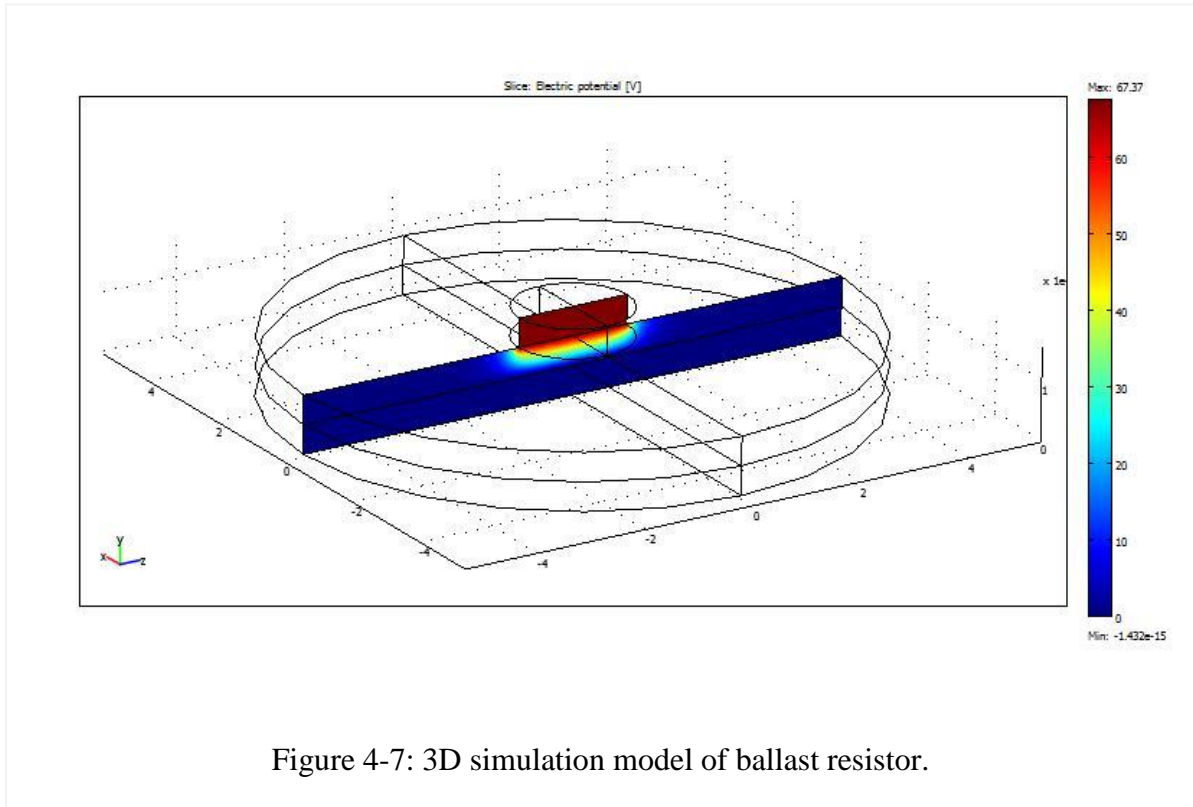 Slice: Electric potential [V]
Max: 67.37
60
50
40
30
20
10
0
Min: -1.432e-15
x 1e
1
0
4
2
0
-2
-4
4
2
0
-2
-4
y
x
z
Figure 4-7: 3D simulation model of ballast resistor.